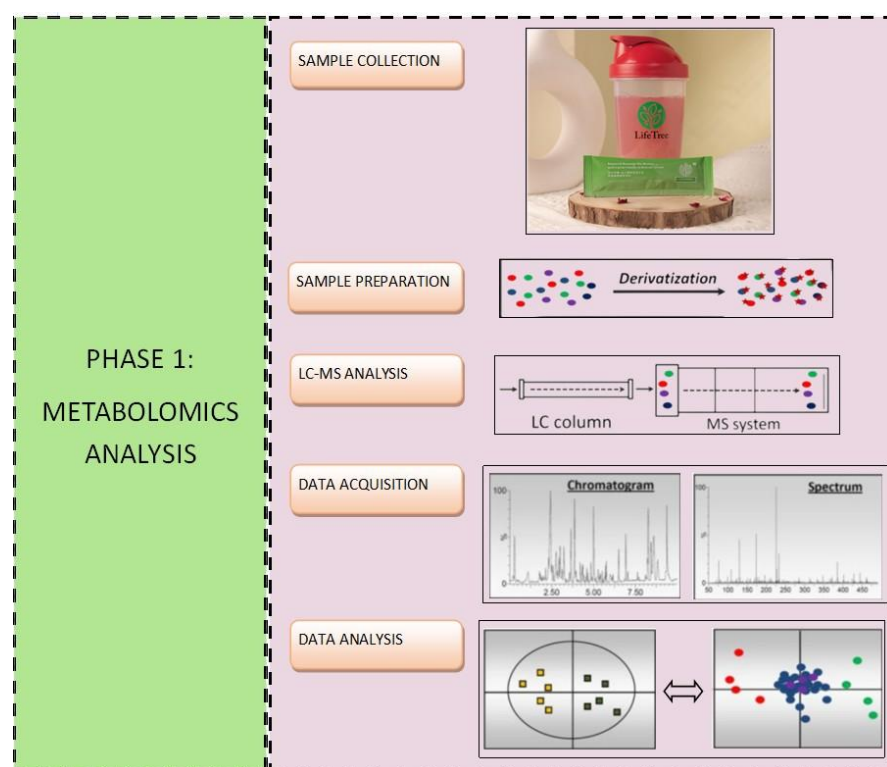 PHASE 1:
METABOLOMICS
ANALYSIS
SAMPLE COLLECTION
LifeTree
SAMPLE PREPARATION
Derivatization
LC-MS ANALYSIS
LC column
MS system
DATA ACQUISITION
Chromatogram
100
0
2.50
5.00
7.50
Spectrum
100
0
50
100
150
200
250
300
350
400
450
DATA ANALYSIS